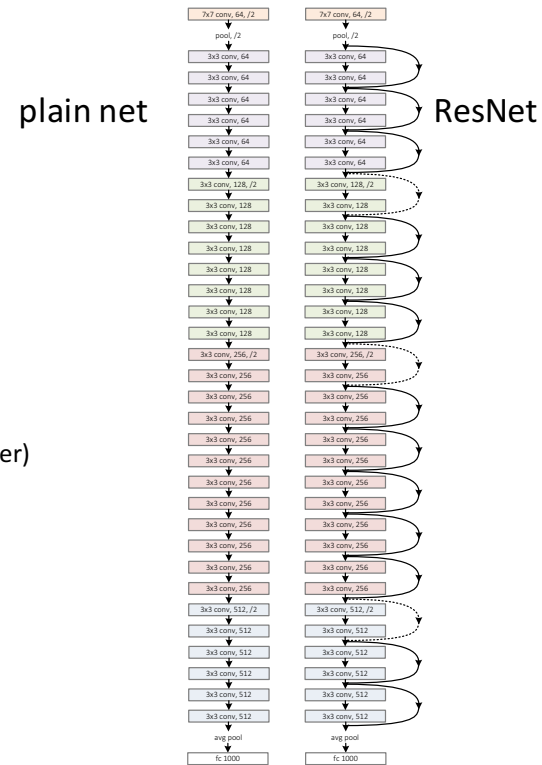 plain net
7x7 conv, 64, /2
pool, /2
3x3 conv, 64
3x3 conv, 64
3x3 conv, 64
3x3 conv, 64
3x3 conv, 64
3x3 conv, 64
3x3 conv, 128, /2
3x3 conv, 128
3x3 conv, 128
3x3 conv, 128
3x3 conv, 128
3x3 conv, 128
3x3 conv, 128
3x3 conv, 128
3x3 conv, 256, /2
3x3 conv, 256
3x3 conv, 256
3x3 conv, 256
3x3 conv, 256
3x3 conv, 256
3x3 conv, 256
3x3 conv, 256
3x3 conv, 256
3x3 conv, 256
3x3 conv, 256
3x3 conv, 256
3x3 conv, 512, /2
3x3 conv, 512
3x3 conv, 512
3x3 conv, 512
3x3 conv, 512
3x3 conv, 512
avg pool
fc 1000
ResNet
7x7 conv, 64, /2
pool, /2
3x3 conv, 64
3x3 conv, 64
3x3 conv, 64
3x3 conv, 64
3x3 conv, 64
3x3 conv, 64
3x3 conv, 128, /2
3x3 conv, 128
3x3 conv, 128
3x3 conv, 128
3x3 conv, 128
3x3 conv, 128
3x3 conv, 128
3x3 conv, 128
3x3 conv, 256, /2
3x3 conv, 256
3x3 conv, 256
3x3 conv, 256
3x3 conv, 256
3x3 conv, 256
3x3 conv, 256
3x3 conv, 256
3x3 conv, 256
3x3 conv, 256
3x3 conv, 256
3x3 conv, 256
3x3 conv, 512, /2
3x3 conv, 512
3x3 conv, 512
3x3 conv, 512
3x3 conv, 512
3x3 conv, 512
avg pool
fc 1000
er)